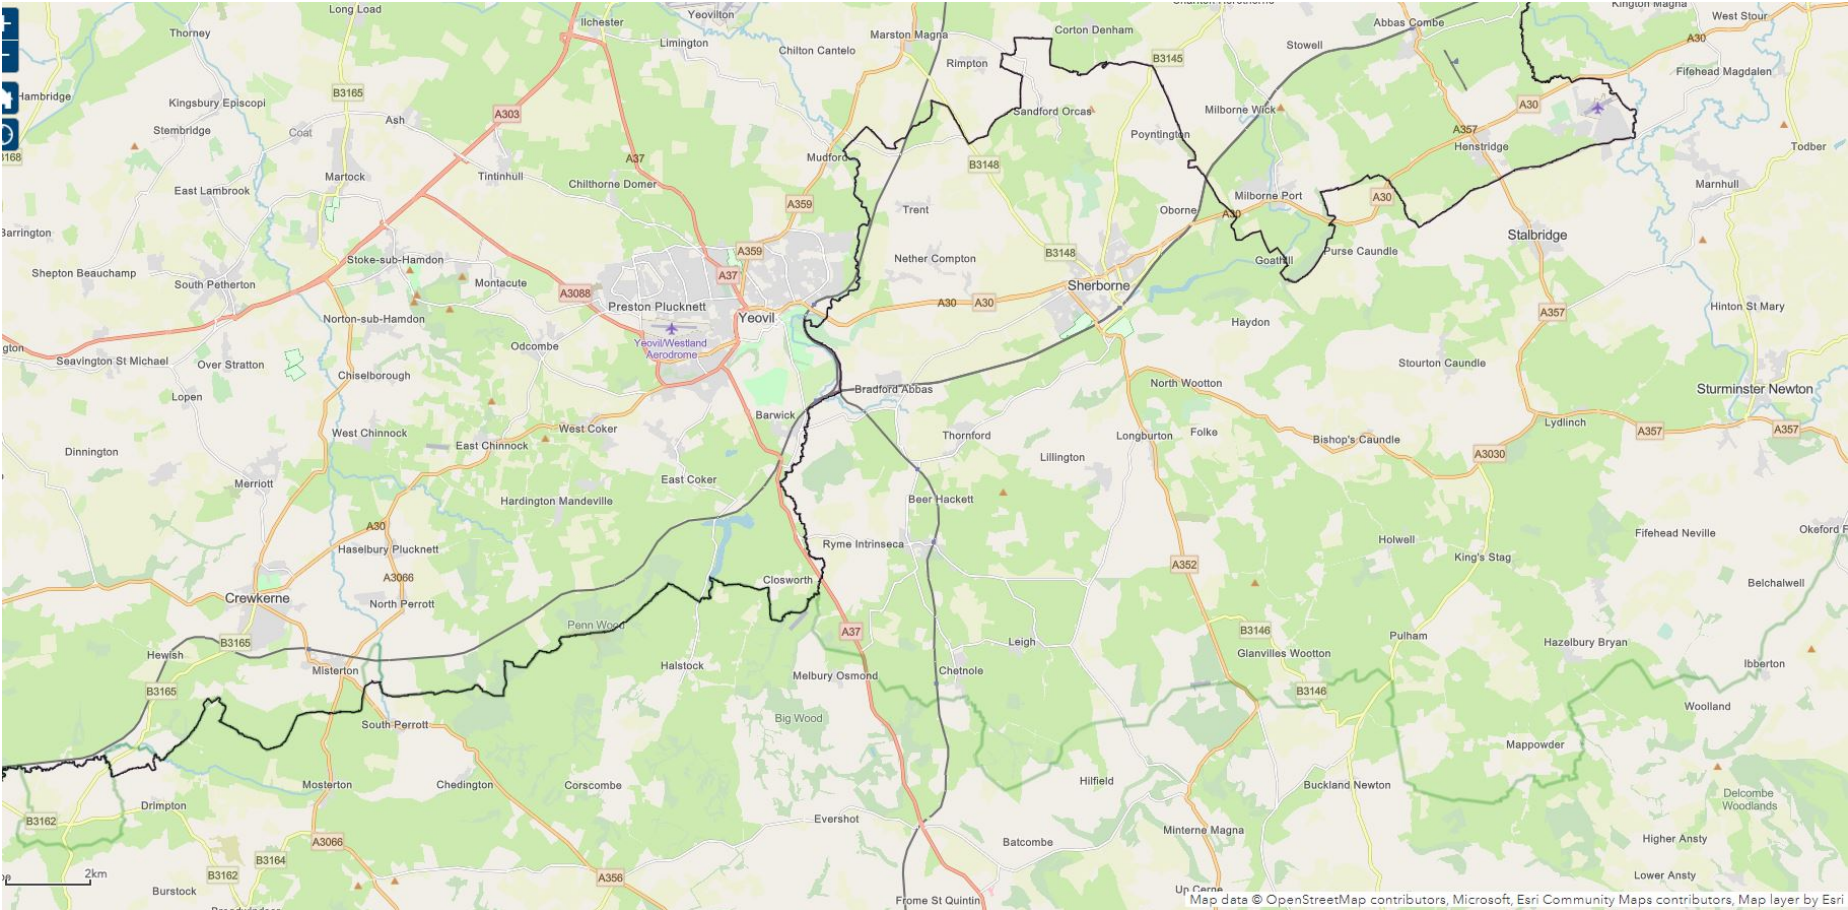 Long Load
Ilchester
Yeovilton
Charlton Horethorne
Abbas Combe
Kington Magna
West Stour
Thorney
Limington
Chilton Cantelo
Marston Magna
Rimpton
Corton Denham
B3145
Stowell
A30
Fifehead Magdalen
Hambridge
B3165
Kingsbury Episcopi
Ash
A303
Sandford Orcas
Milborne Wick
A30
Stembridge
Coat
Poyntington
A357
Henstridge
Todber
3168
A37
Mudford
B3148
East Lambrook
Martock
Tintinhull
Chilthorne Domer
Marnhull
A359
Trent
Oborne
Milborne Port
A30
A30
Barrington
Stalbridge
Stoke-sub-Hamdon
A359
Nether Compton
B3148
Goathill
Purse Caundle
Shepton Beauchamp
South Petherton
Montacute
A3088
A37
Sherborne
Preston Plucknett
A30
A30
Hinton St Mary
Norton-sub-Hamdon
Yeovil
Haydon
A357
gton
Yeovil/Westland
Aerodrome
Seavington St Michael
Over Stratton
Odcombe
Stourton Caundle
Chiselborough
Bradford Abbas
North Wootton
Sturminster Newton
Lopen
Barwick
West Chinnock
West Coker
Thornford
Longburton
Folke
Bishop's Caundle
Lydlinch
A357
A357
Dinnington
East Chinnock
Lillington
A3030
Merriott
East Coker
Hardington Mandeville
Beer Hackett
A30
Fifehead Neville
Okeford F
Haselbury Plucknett
Ryme Intrinseca
Holwell
King's Stag
A352
A3066
Closworth
Belchalwell
Crewkerne
North Perrott
Penn Wood
A37
B3146
Pulham
B3165
Leigh
Hazelbury Bryan
Hewish
Glanvilles Wootton
Misterton
Halstock
Melbury Osmond
Chetnole
Ibberton
B3165
B3146
Woolland
South Perrott
Big Wood
Mappowder
Mosterton
Chedington
Corscombe
Hilfield
Buckland Newton
Drimpton
Delcombe
Woodlands
B3162
Evershot
Minterne Magna
A3066
Batcombe
Higher Ansty
B3164
B3162
A356
Lower Ansty
2km
Burstock
Up Cerne
Frome St Quintin
Broadwindsor
Map data © OpenStreetMap contributors, Microsoft, Esri Community Maps contributors, Map layer by Esri